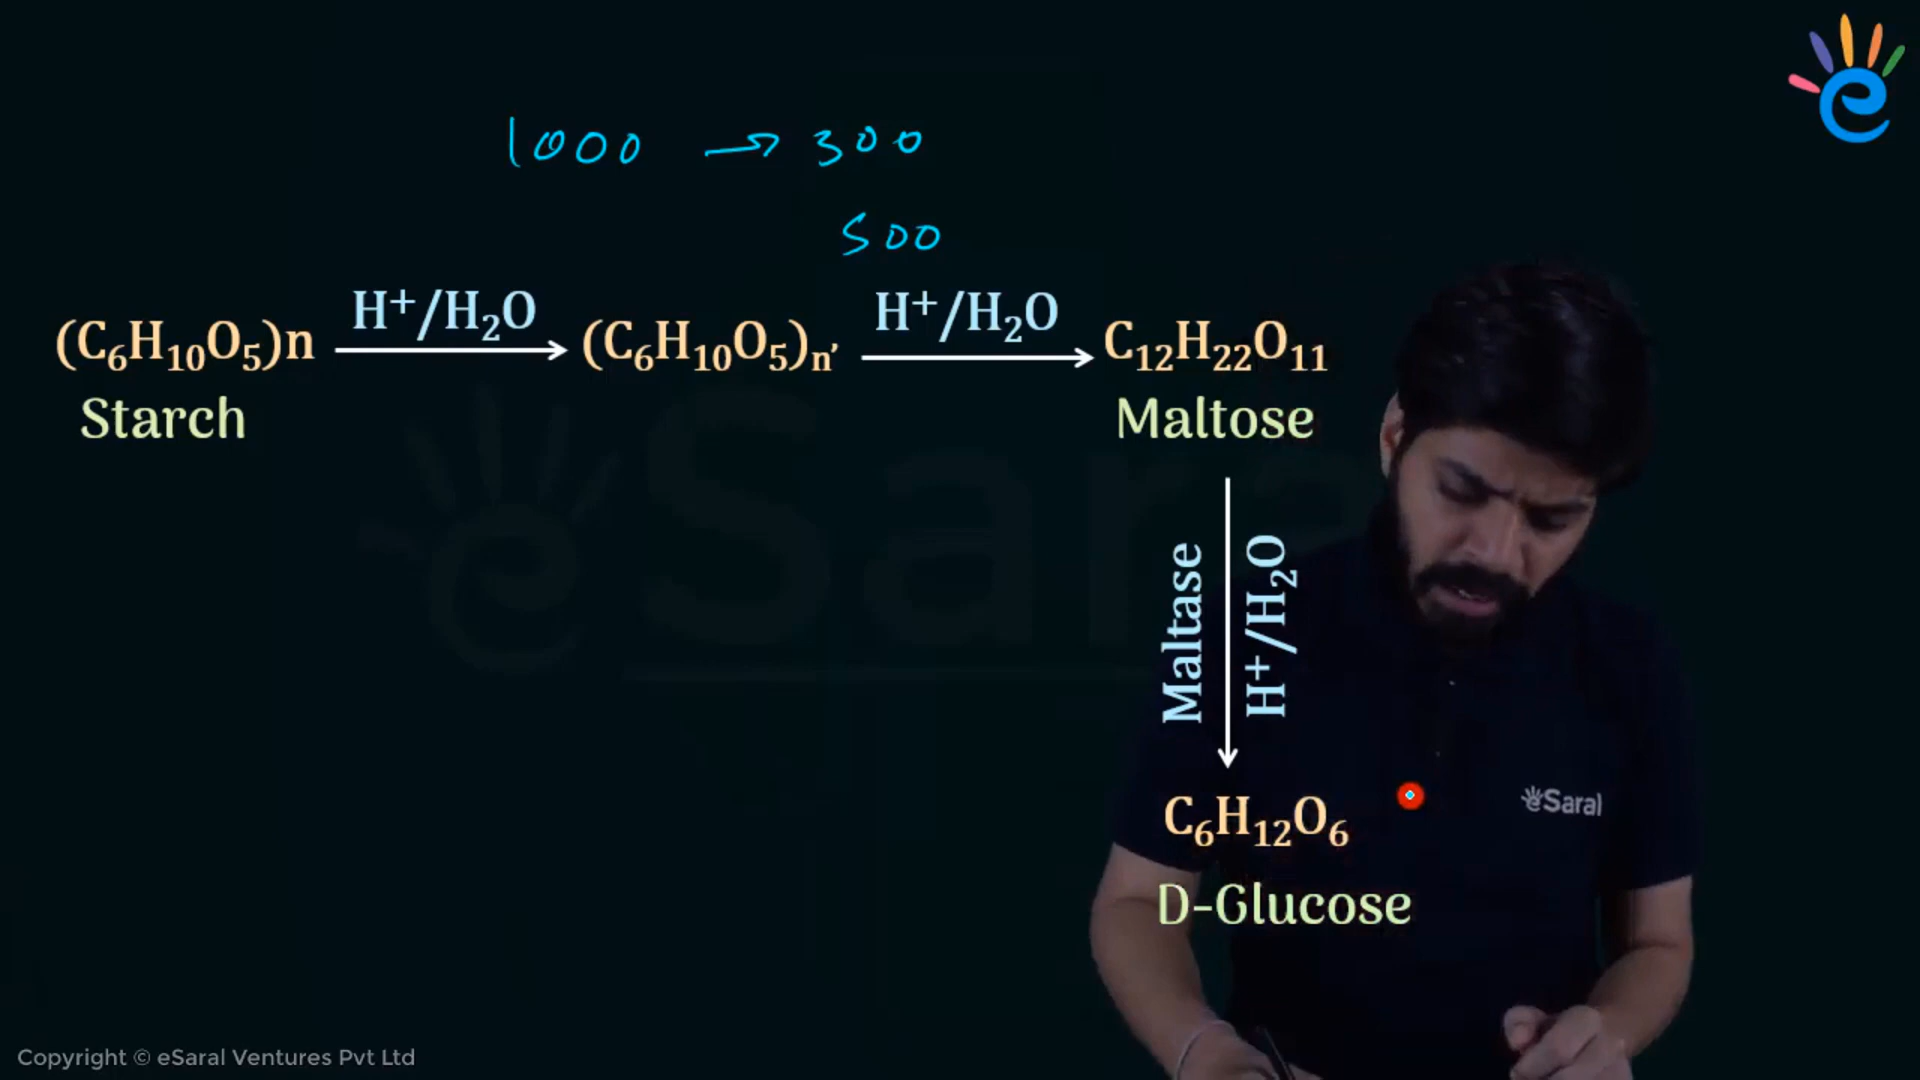 1000 → 300
500
(C₆H₁₀O₅)n H⁺/H₂O (C₆H₁₀O₅)ₙ’ H⁺/H₂O C₁₂H₂₂O₁₁
Starch Maltose
Maltase H⁺/H₂O
C₆H₁₂O₆
D-Glucose
eSaral
eSaral
Copyright © eSaral Ventures Pvt Ltd